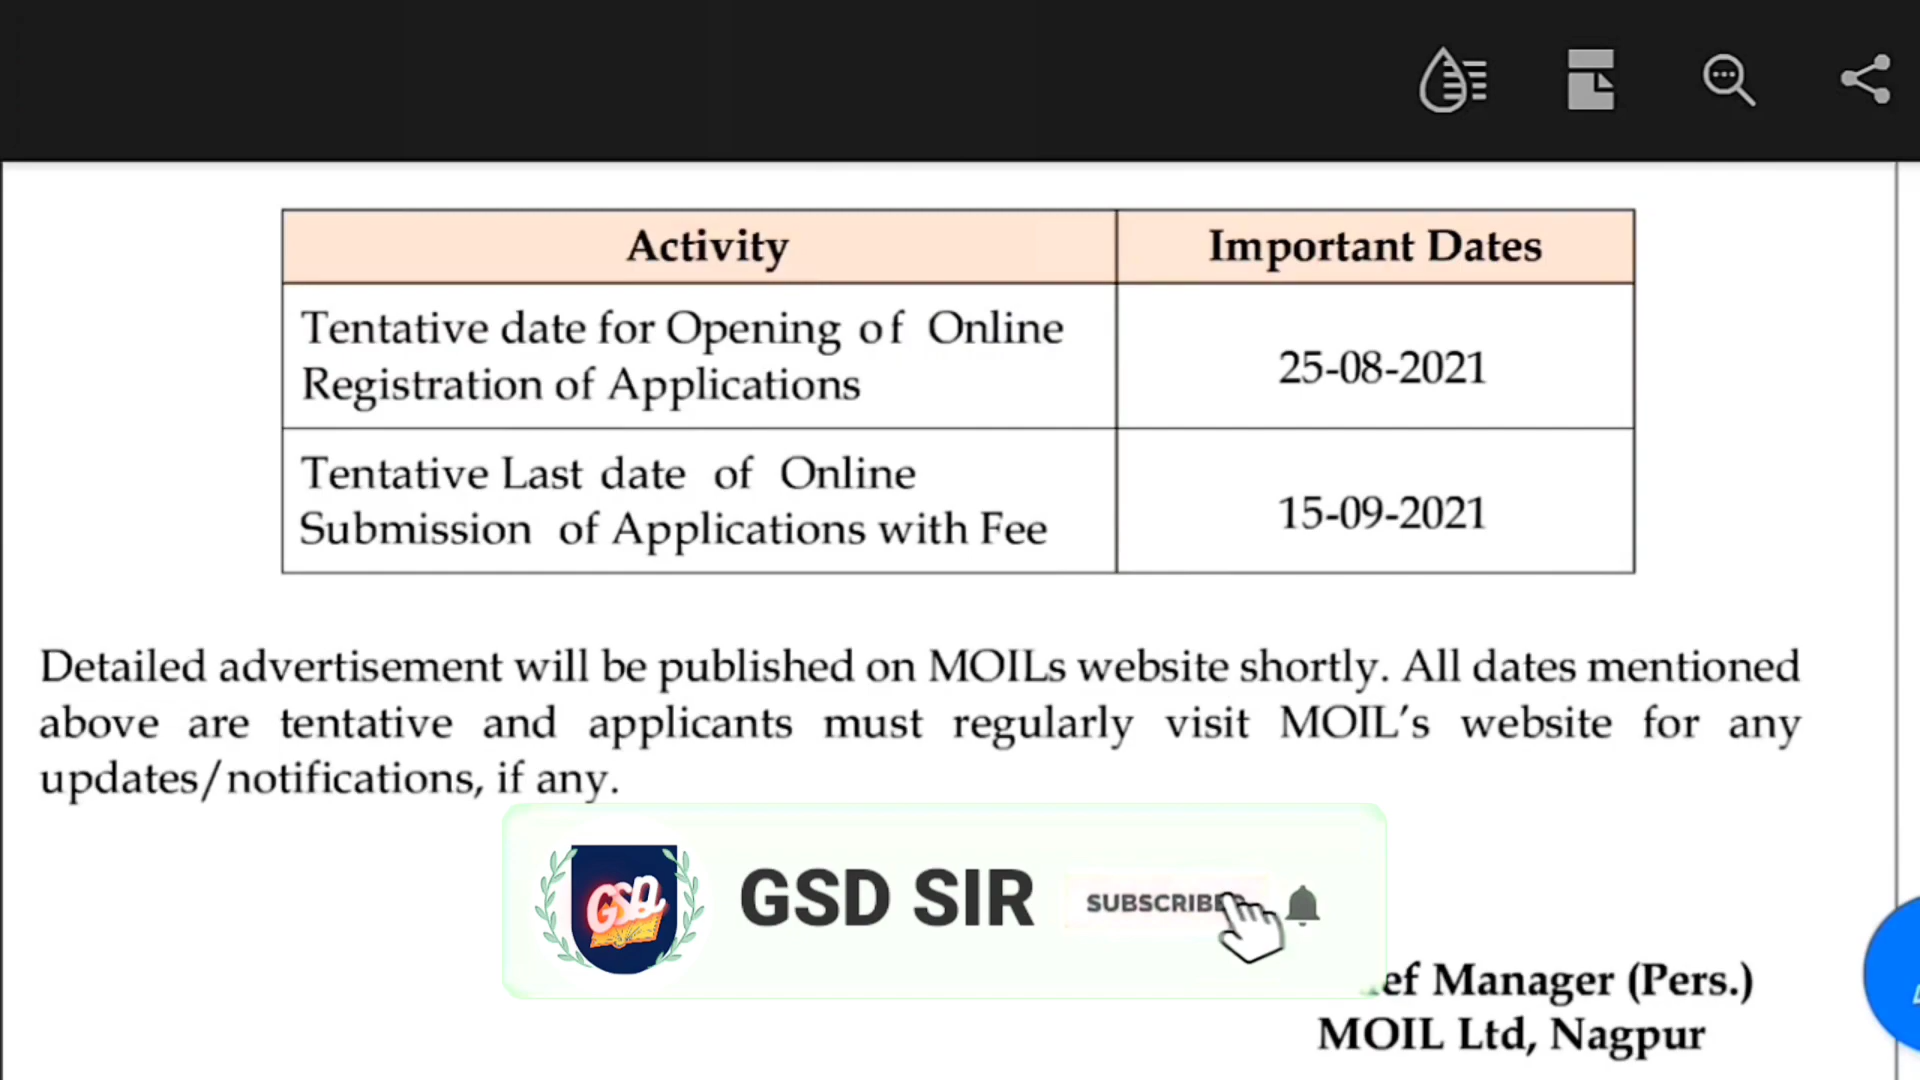 Activity
Important Dates
Tentative date for Opening of Online
Registration of Applications
25-08-2021
Tentative Last date of Online
Submission of Applications with Fee
15-09-2021
Detailed advertisement will be published on MOILs website shortly. All dates mentioned
above are tentative and applicants must regularly visit MOIL's website for any
updates/notifications, if any.
GSD
GSD SIR
SUBSCRIBE
Manager (Pers.)
MOIL Ltd, Nagpur